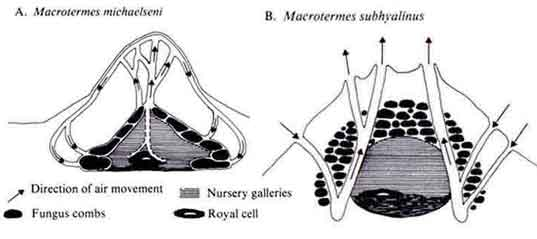 A. Macrotermes michaelseni
B. Macrotermes subhyalinus
Direction of air movement
Nursery galleries
Fungus combs
Royal cell